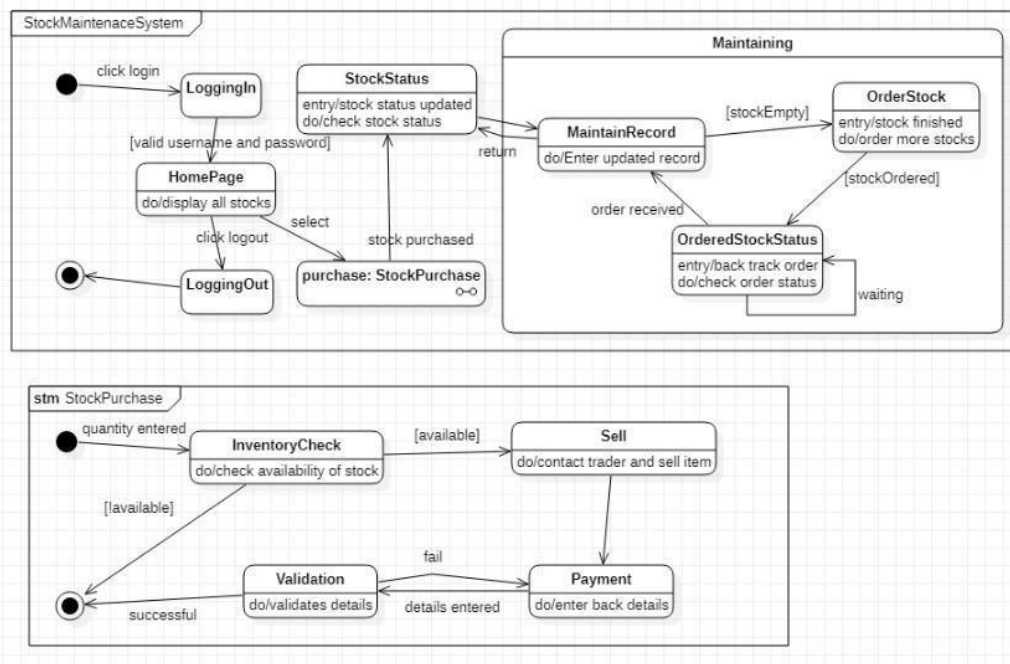 StockMaintenaceSystem
click login
LoggingIn
[valid username and password]
HomePage
do/display all stocks
click logout
LoggingOut
select
purchase: StockPurchase
stock purchased
StockStatus
entry/stock status updated
do/check stock status
return
Maintaining
MaintainRecord
do/Enter updated record
[stockEmpty]
OrderStock
entry/stock finished
do/order more stocks
[stockOrdered]
order received
OrderedStockStatus
entry/back track order
do/check order status
waiting
stm StockPurchase
quantity entered
InventoryCheck
do/check availability of stock
[available]
Sell
do/contact trader and sell item
[!available]
Validation
do/validates details
fail
details entered
Payment
do/enter back details
successful